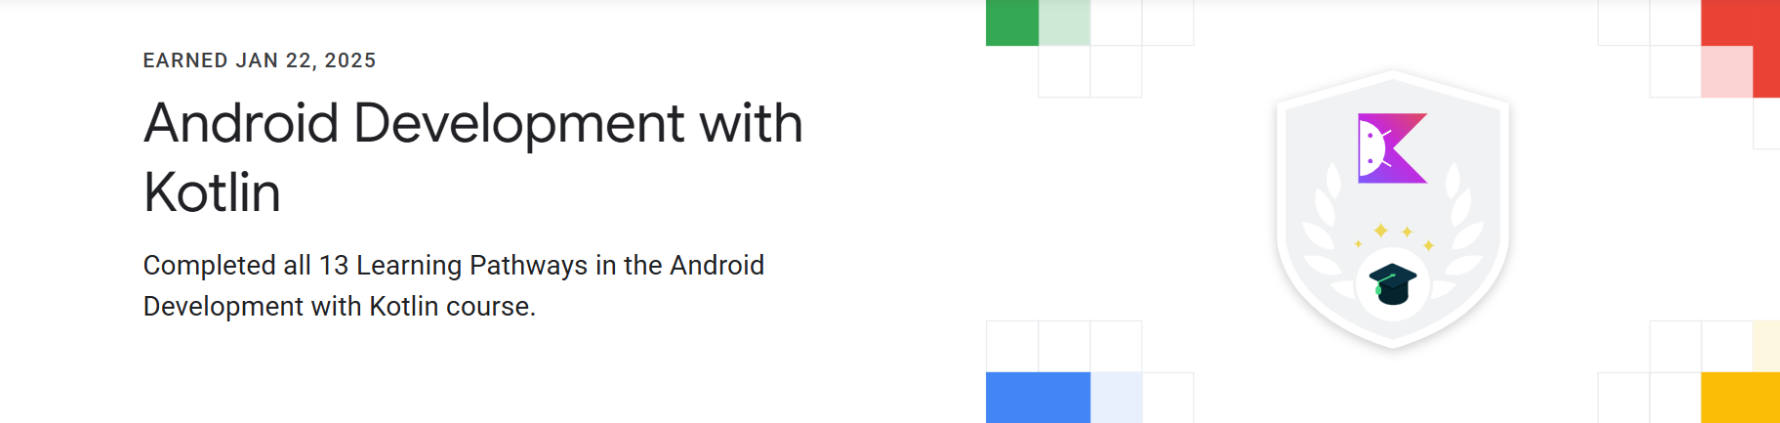 EARNED JAN 22, 2025
Android Development with
Kotlin
Completed all 13 Learning Pathways in the Android
Development with Kotlin course.